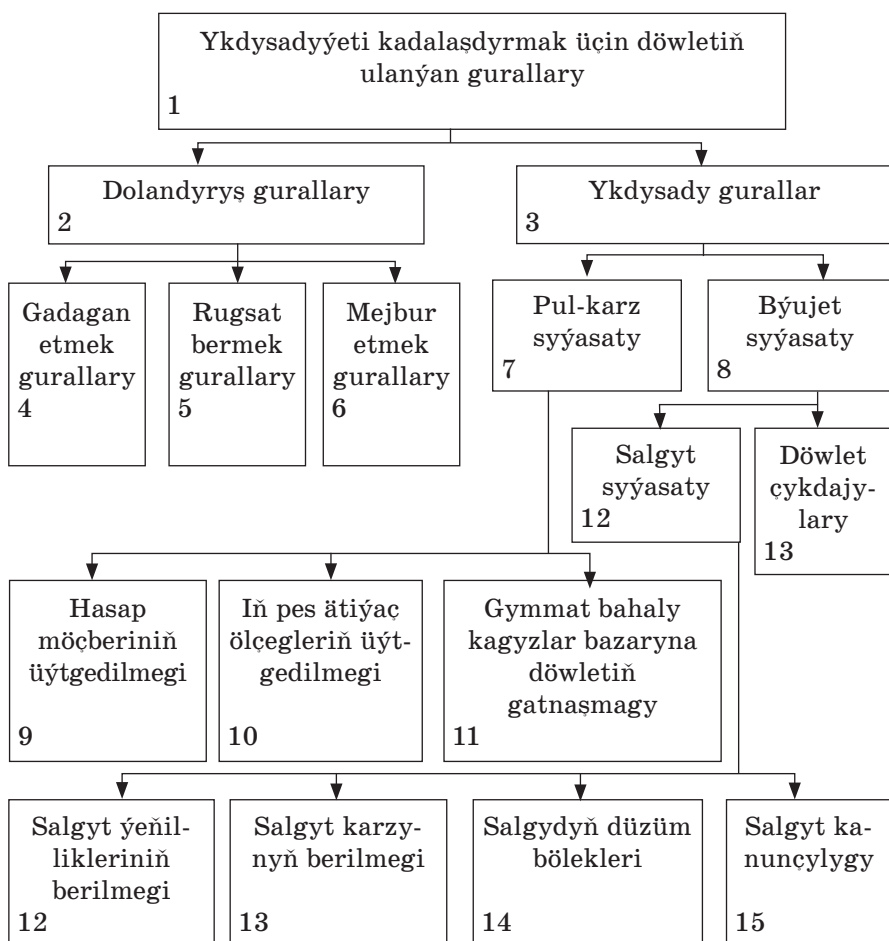 Ykdysadyýeti kadalaşdyrmak üçin döwletiň
ulanýan gurallary
1
Dolandyryş gurallary
2
Ykdysady gurallar
3
Gadagan
etmek
gurallary
4
Rugsat
bermek
gurallary
5
Mejbur
etmek
gurallary
6
Pul-karz
syýasaty
7
Býujet
syýasaty
8
Salgyt
syýasaty
12
Döwlet
çykdajy-
lary
13
Hasap
möçberiniň
üýtgedilmegi
9
Iň pes ätiýaç
ölçegleriň üýt-
gedilmegi
10
Gymmat bahaly
kagyzlar bazaryna
döwletiň
gatnaşmagy
11
Salgyt ýeňil-
likleriniň
berilmegi
12
Salgyt karzy-
nyň berilmegi
13
Salgydyň düzüm
bölekleri
14
Salgyt ka-
nunçylygy
15